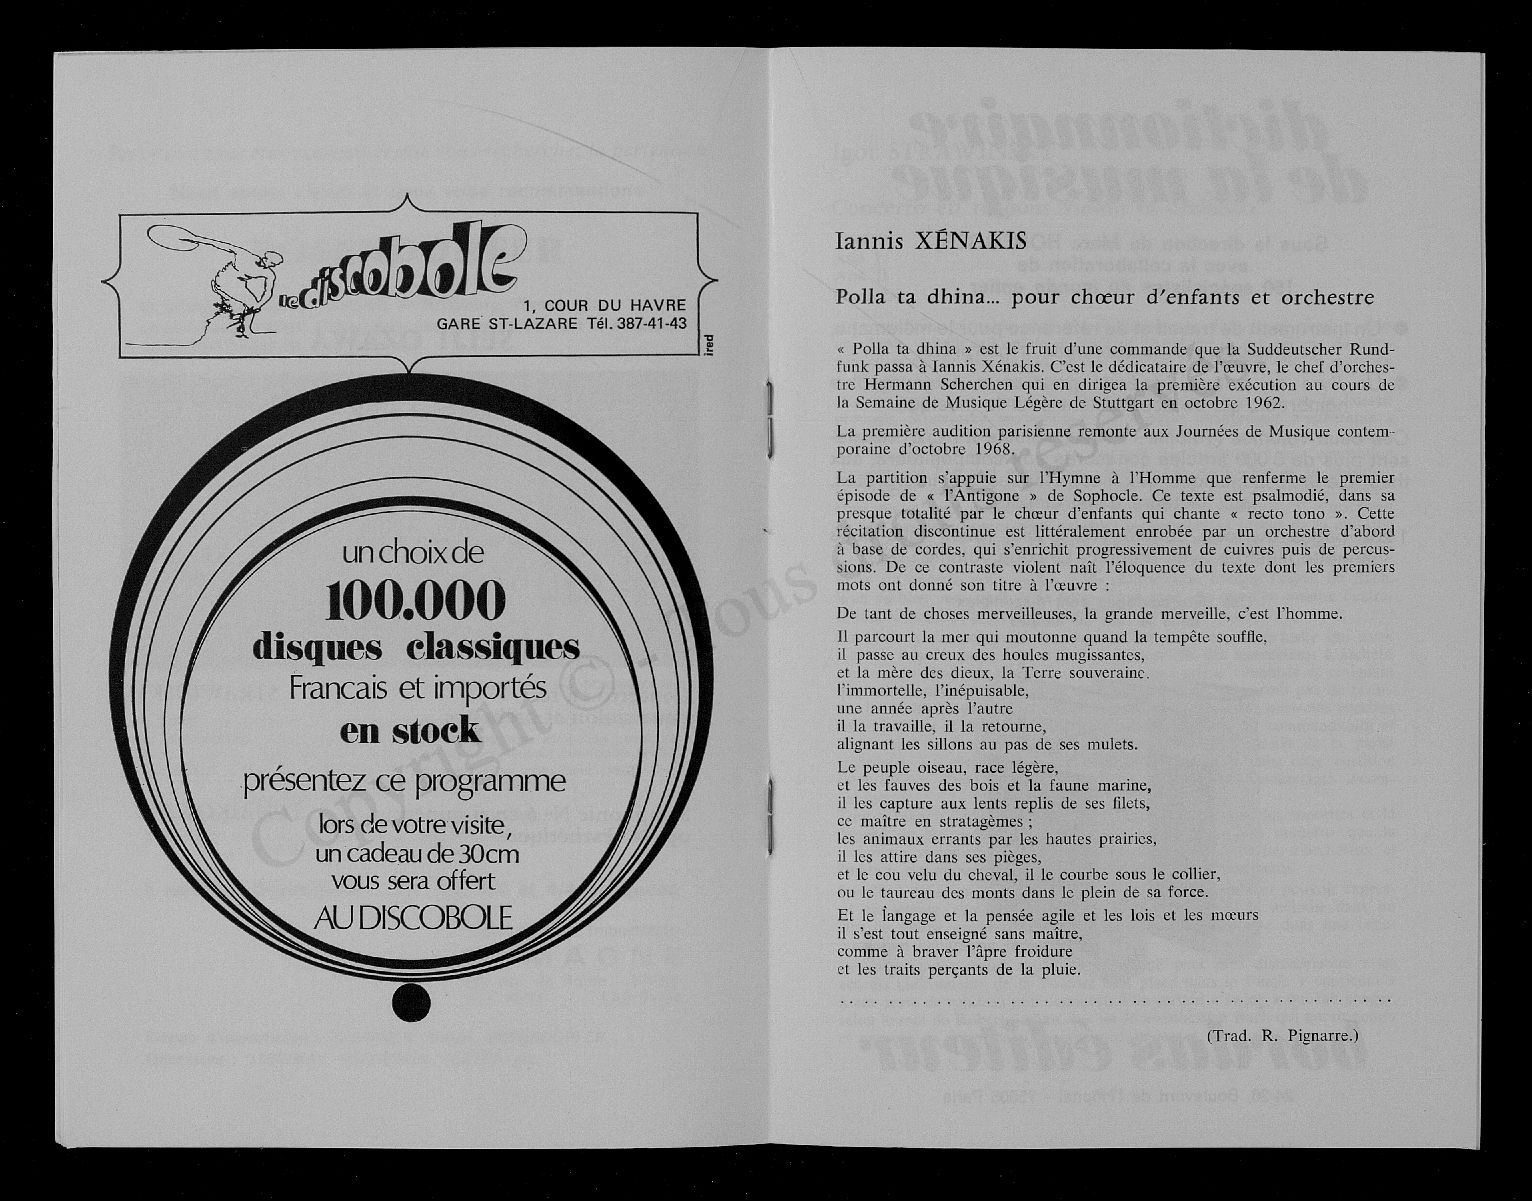 le discobole
1, COUR DU HAVRE
GARE ST-LAZARE Tél. 387-41-43
ired
un choix de
100.000
disques classiques
Francais et importés
en stock
présentez ce programme
lors de votre visite,
un cadeau de 30cm
vous sera offert
AU DISCOBOLE
Iannis XÉNAKIS
Polla ta dhina... pour chœur d'enfants et orchestre
« Polla ta dhina » est le fruit d'une commande que la Suddeutscher Rund-
funk passa à Iannis Xénakis. C'est le dédicataire de l'œuvre, le chef d'orches-
tre Hermann Scherchen qui en dirigea la première exécution au cours de
la Semaine de Musique Légère de Stuttgart en octobre 1962.
La première audition parisienne remonte aux Journées de Musique contem-
poraine d'octobre 1968.
La partition s'appuie sur l'Hymne à l'Homme que renferme le premier
épisode de « l'Antigone » de Sophocle. Ce texte est psalmodié, dans sa
presque totalité par le chœur d'enfants qui chante « recto tono ». Cette
récitation discontinue est littéralement enrobée par un orchestre d'abord
à base de cordes, qui s'enrichit progressivement de cuivres puis de percus-
sions. De ce contraste violent naît l'éloquence du texte dont les premiers
mots ont donné son titre à l'œuvre :
De tant de choses merveilleuses, la grande merveille, c'est l'homme.
Il parcourt la mer qui moutonne quand la tempête souffle,
il passe au creux des houles mugissantes,
et la mère des dieux, la Terre souveraine.
l'immortelle, l'inépuisable,
une année après l'autre
il la travaille, il la retourne,
alignant les sillons au pas de ses mulets.
Le peuple oiseau, race légère,
et les fauves des bois et la faune marine,
il les capture aux lents replis de ses filets,
ce maître en stratagèmes ;
les animaux errants par les hautes prairies,
il les attire dans ses pièges,
et le cou velu du cheval, il le courbe sous le collier,
ou le taureau des monts dans le plein de sa force.
Et le langage et la pensée agile et les lois et les mœurs
il s'est tout enseigné sans maître,
comme à braver l'âpre froidure
et les traits perçants de la pluie.
(Trad. R. Pignarre.)
Copyright © - Tous droits réservés